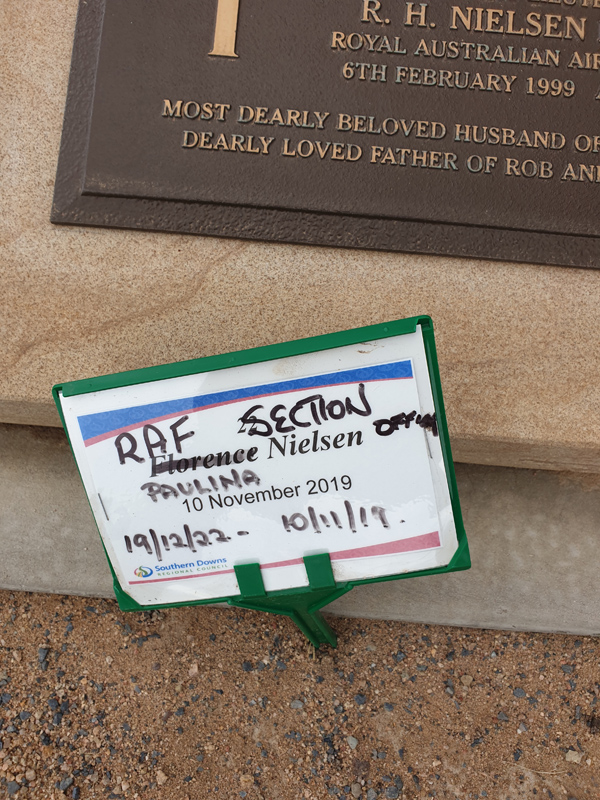 R. H. NIELSEN
ROYAL AUSTRALIAN AIR
6TH FEBRUARY 1999
MOST DEARLY BELOVED HUSBAND OF
DEARLY LOVED FATHER OF ROB AN
RAF SECTION
Florence Nielsen
PAULINA
10 November 2019
19/12/22 - 10/11/19.
Southern Downs
REGIONAL COUNCIL